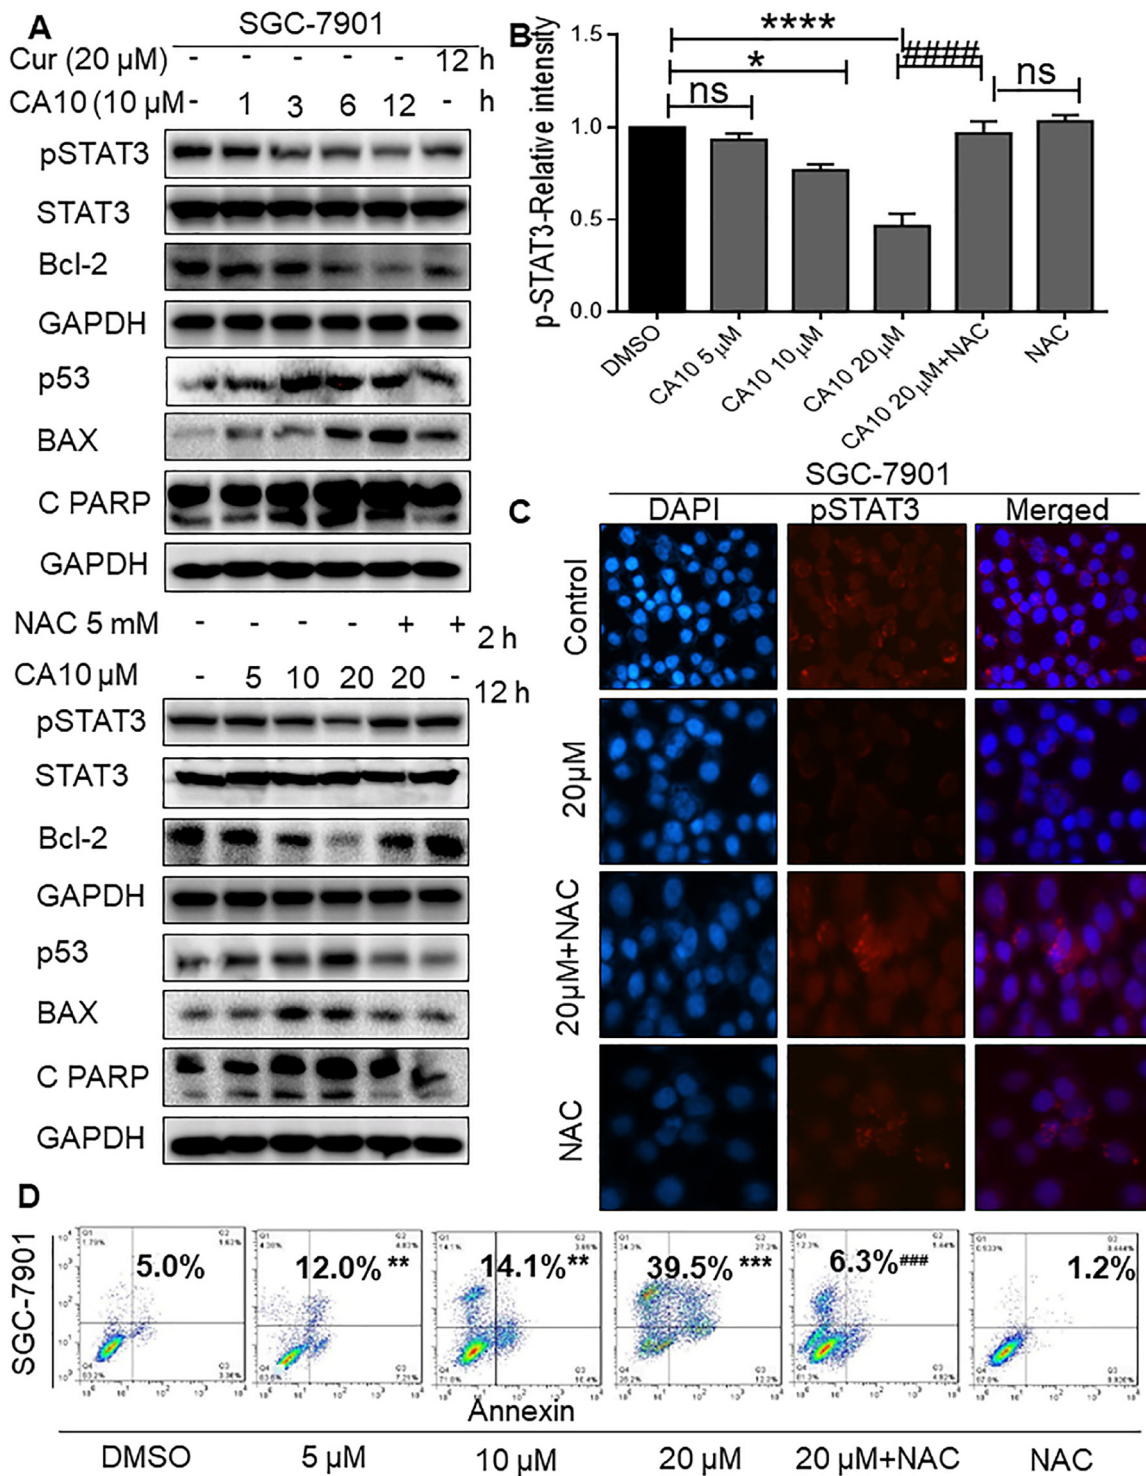 A
SGC-7901
Cur (20 µM) - - - - - 12 h
CA10 (10 µM - 1 3 6 12 - h
pSTAT3
STAT3
Bcl-2
GAPDH
p53
BAX
C PARP
GAPDH
NAC 5 mM - - - - + + 2 h
CA10 µM - 5 10 20 20 - 12 h
pSTAT3
STAT3
Bcl-2
GAPDH
p53
BAX
C PARP
GAPDH
B
p-STAT3-Relative intensity
1.5
1.0
0.5
0.0
ns
*
****
####
ns
DMSO
CA10 5 µM
CA10 10 µM
CA10 20 µM
CA10 20 µM+NAC
NAC
C
SGC-7901
DAPI pSTAT3 Merged
Control
20µM
20µM+NAC
NAC
D
SGC-7901
5.0% 12.0% ** 14.1% ** 39.5% *** 6.3% ### 1.2%
Annexin
DMSO 5 µM 10 µM 20 µM 20 µM+NAC NAC